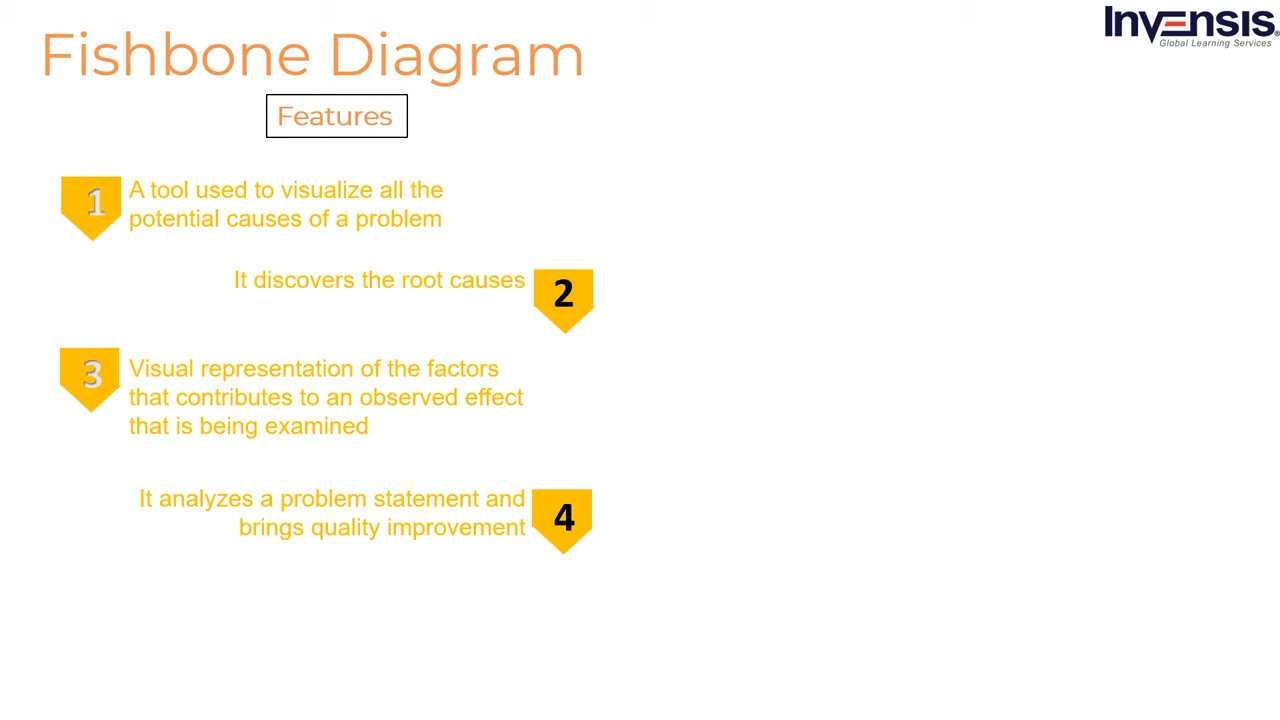 Invensis®
Global Learning Services
Fishbone Diagram
Features
1
A tool used to visualize all the
potential causes of a problem
It discovers the root causes
2
3
Visual representation of the factors
that contributes to an observed effect
that is being examined
It analyzes a problem statement and
brings quality improvement
4